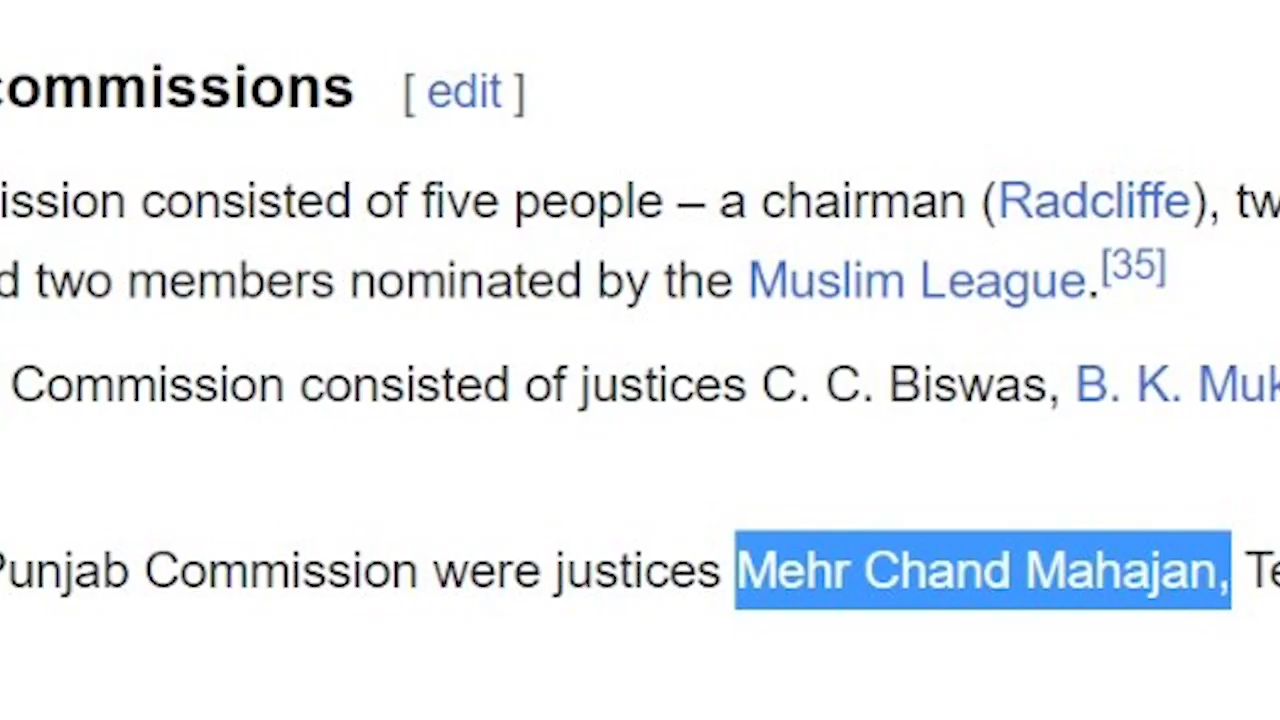 commissions [ edit ]
ission consisted of five people – a chairman (Radcliffe), tw
d two members nominated by the Muslim League.[35]
Commission consisted of justices C. C. Biswas, B. K. Muk
Punjab Commission were justices Mehr Chand Mahajan, Te